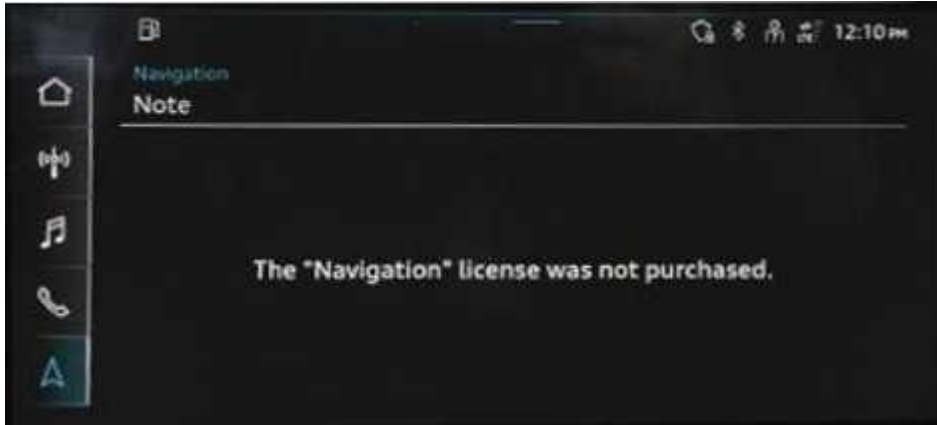 12:10 PM
Navigation
Note
The "Navigation" license was not purchased.